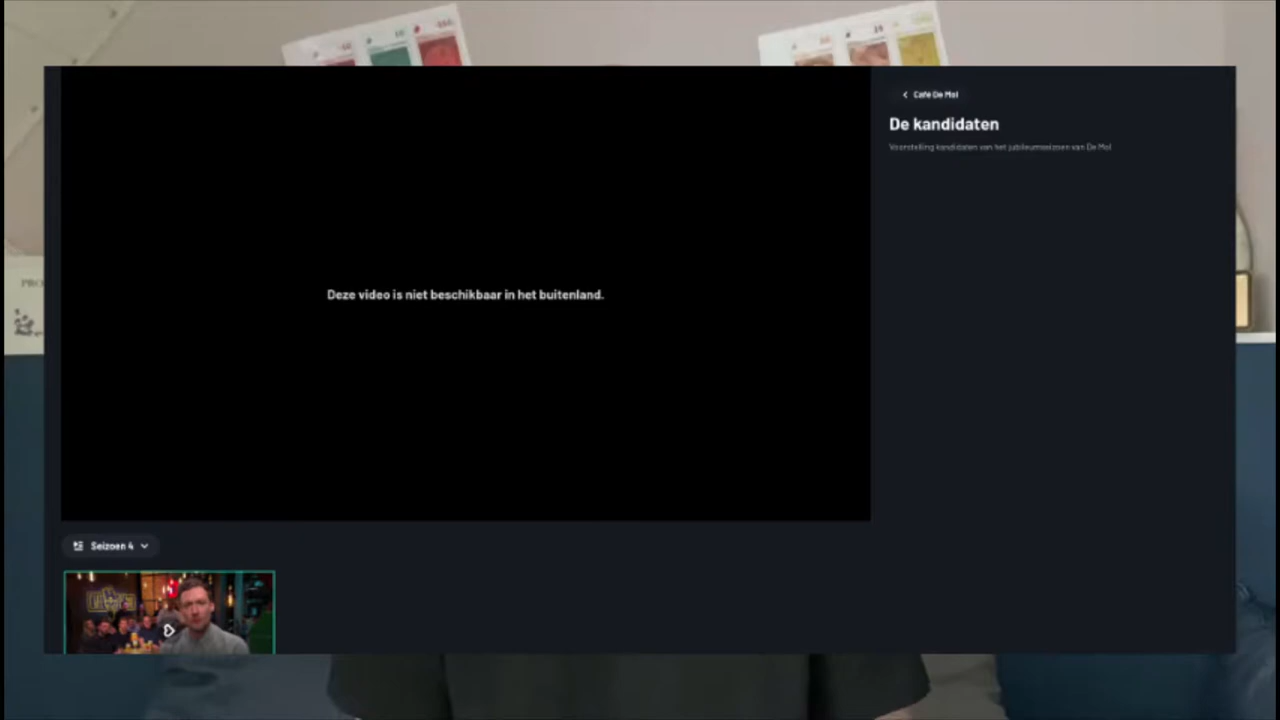 Café De Mol
De kandidaten
Voorstelling kandidaten van het jubileumseizoen van De Mol
Deze video is niet beschikbaar in het buitenland.
PRO
Seizoen 4